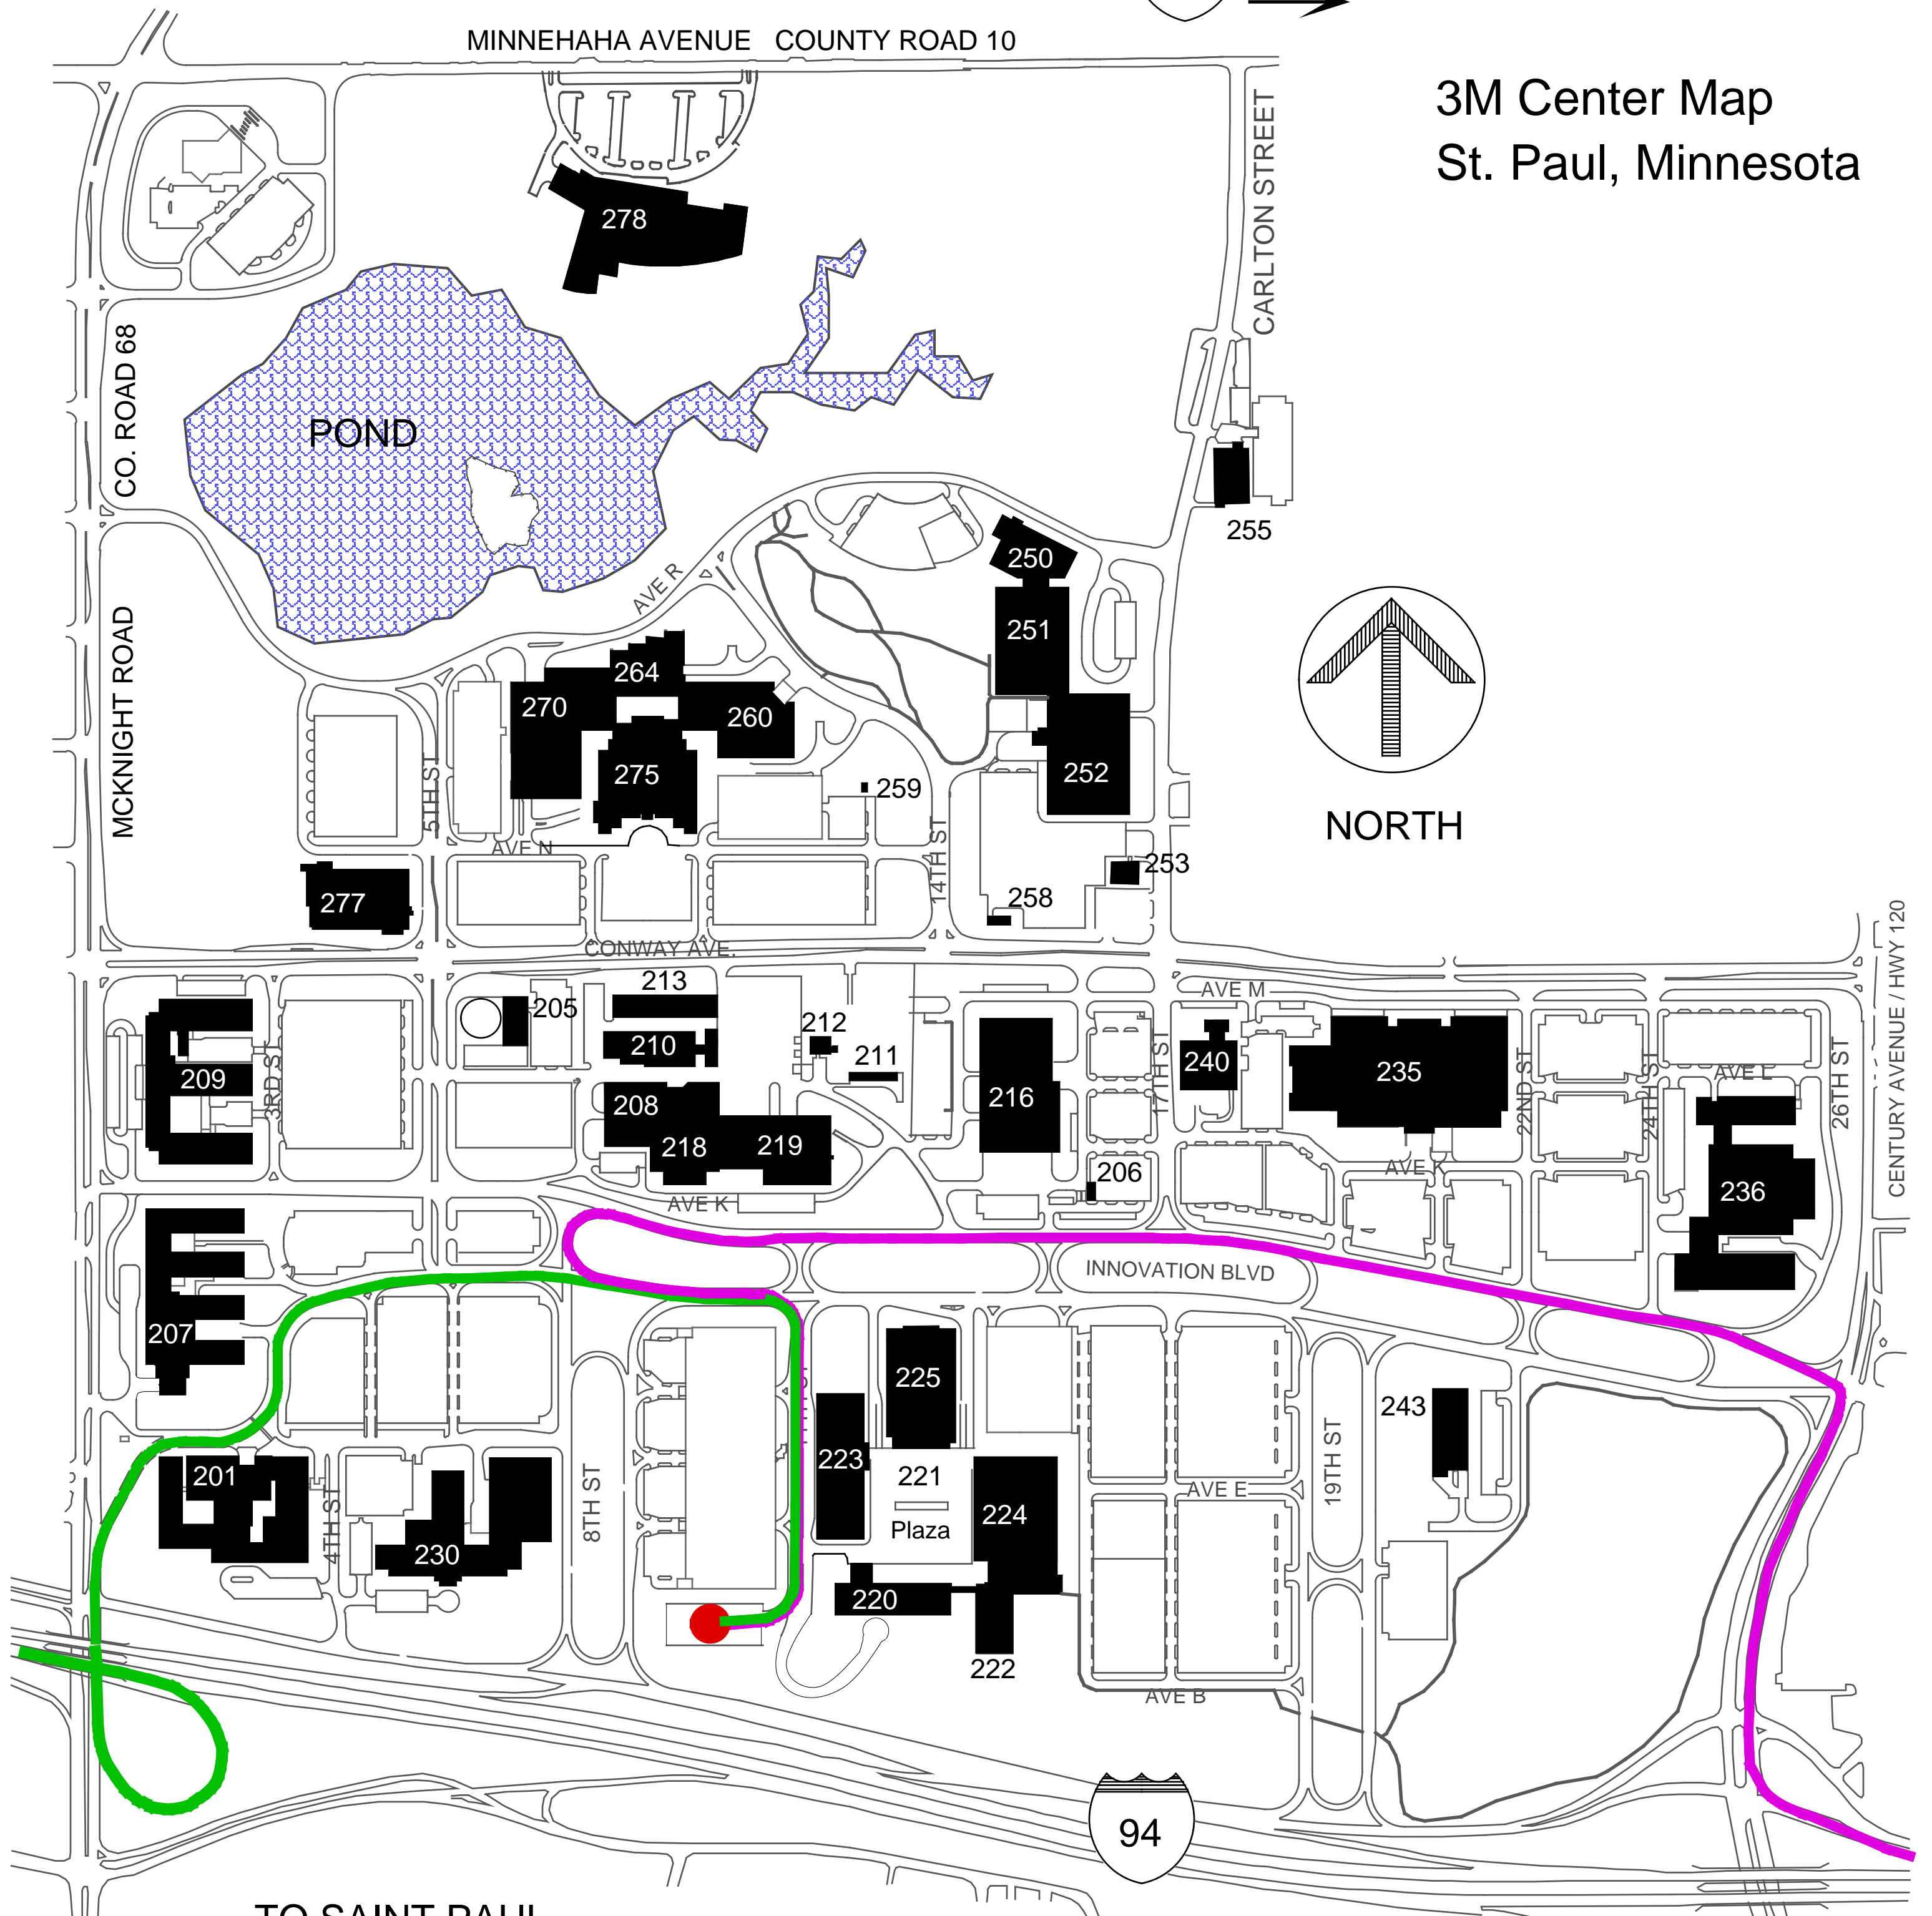 MINNEHAHA AVENUE COUNTY ROAD 10
3M Center Map
St. Paul, Minnesota
CARLTON STREET
278
CO. ROAD 68
POND
255
250
AVE R
251
MCKNIGHT ROAD
264
270
260
275
252
5TH ST
259
NORTH
AVE N
14TH ST
253
277
258
CONWAY AVE.
CENTURY AVENUE / HWY 120
213
AVE M
205
212
210
211
240
235
209
3RD ST
17TH ST
22ND ST
24TH ST
AVE L
26TH ST
208
216
218
219
206
AVE K
236
AVE K
INNOVATION BLVD
207
225
243
201
223
221
19TH ST
AVE E
4TH ST
8TH ST
224
Plaza
230
220
222
AVE B
94
TO SAINT PAUL